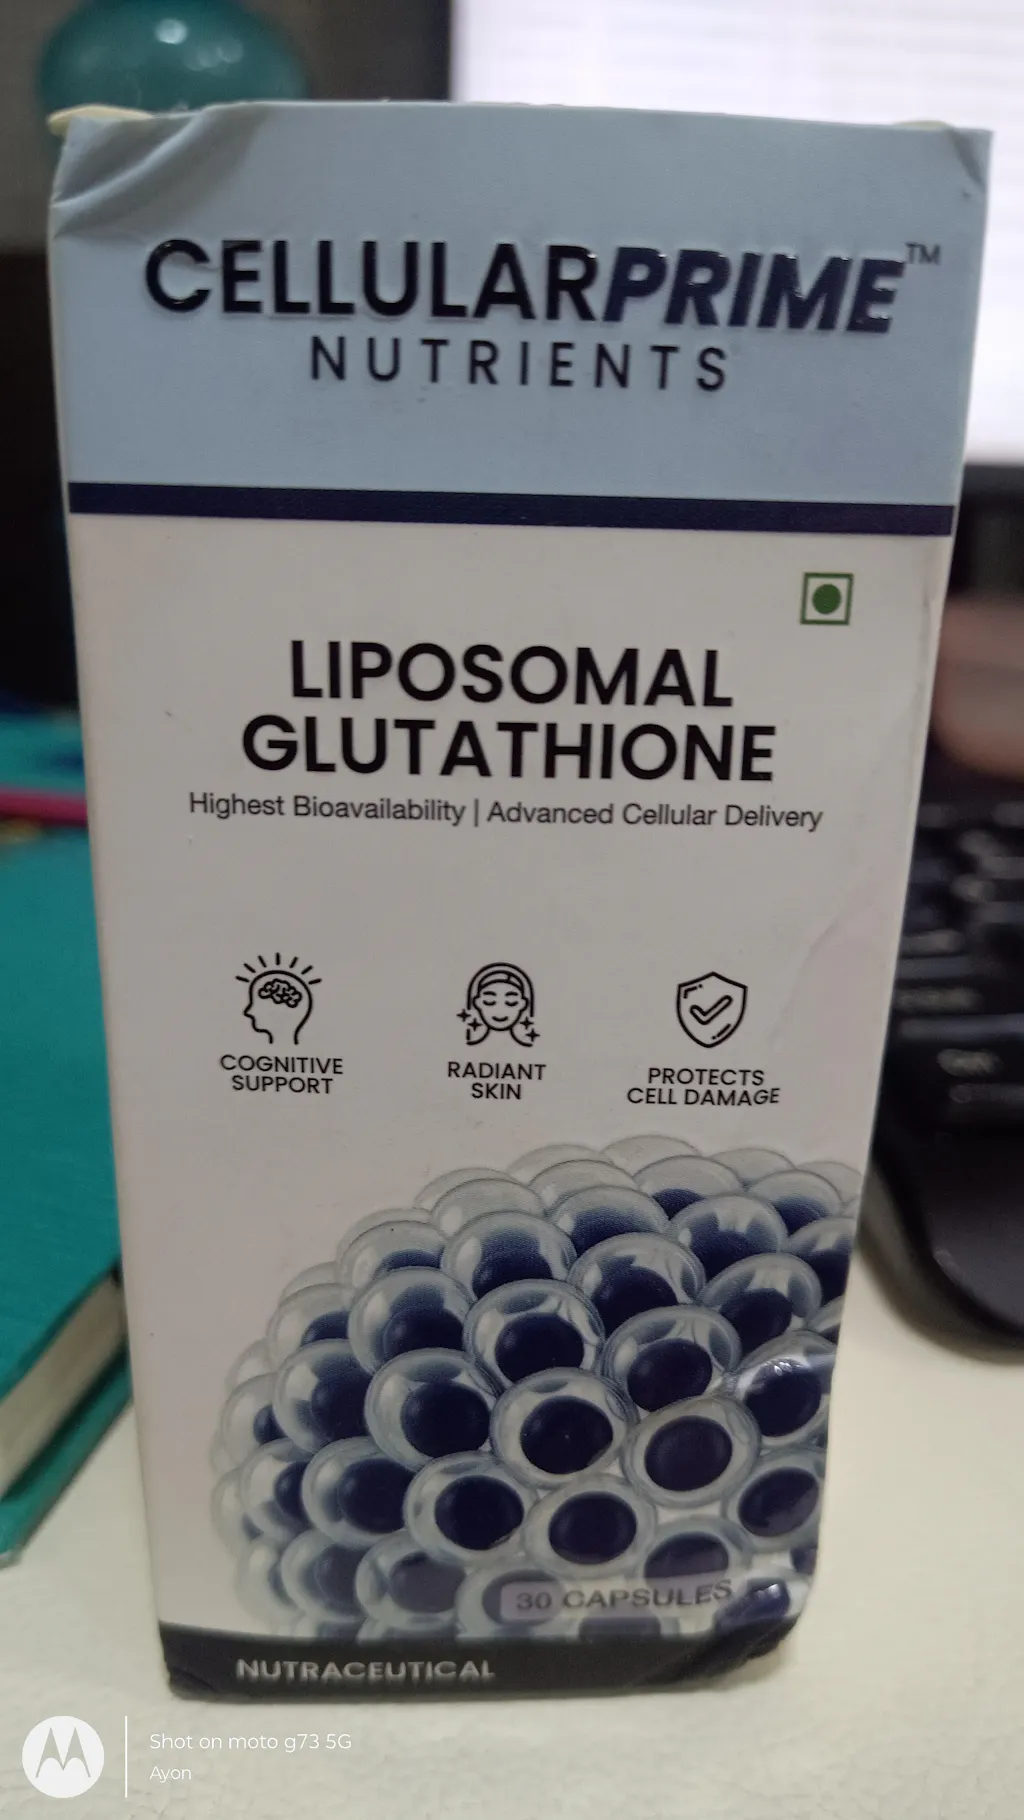 CELLULARPRIME™
NUTRIENTS
LIPOSOMAL
GLUTATHIONE
Highest Bioavailability | Advanced Cellular Delivery
COGNITIVE
SUPPORT
RADIANT
SKIN
PROTECTS
CELL DAMAGE
30 CAPSULES
NUTRACEUTICAL
Shot on moto g73 5G
Ayon